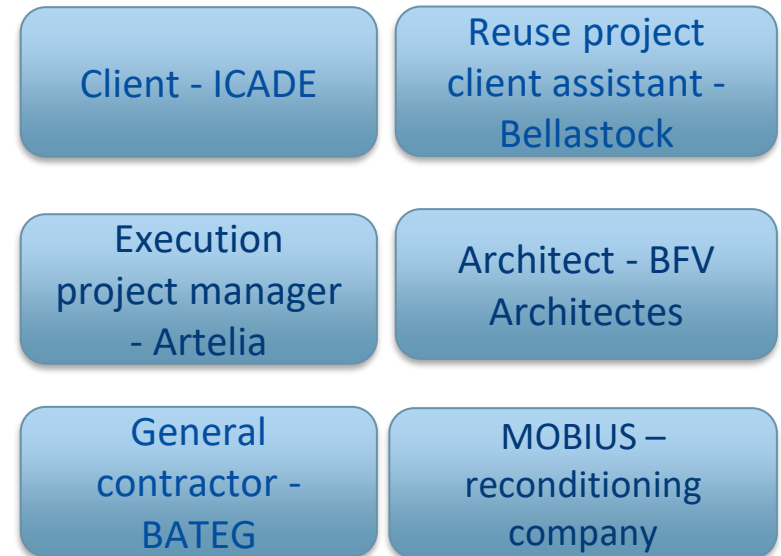 Client - ICADE
Reuse project
client assistant -
Bellastock
Execution
project manager
- Artelia
Architect - BFV
Architectes
General
contractor -
BATEG
MOBIUS –
reconditioning
company